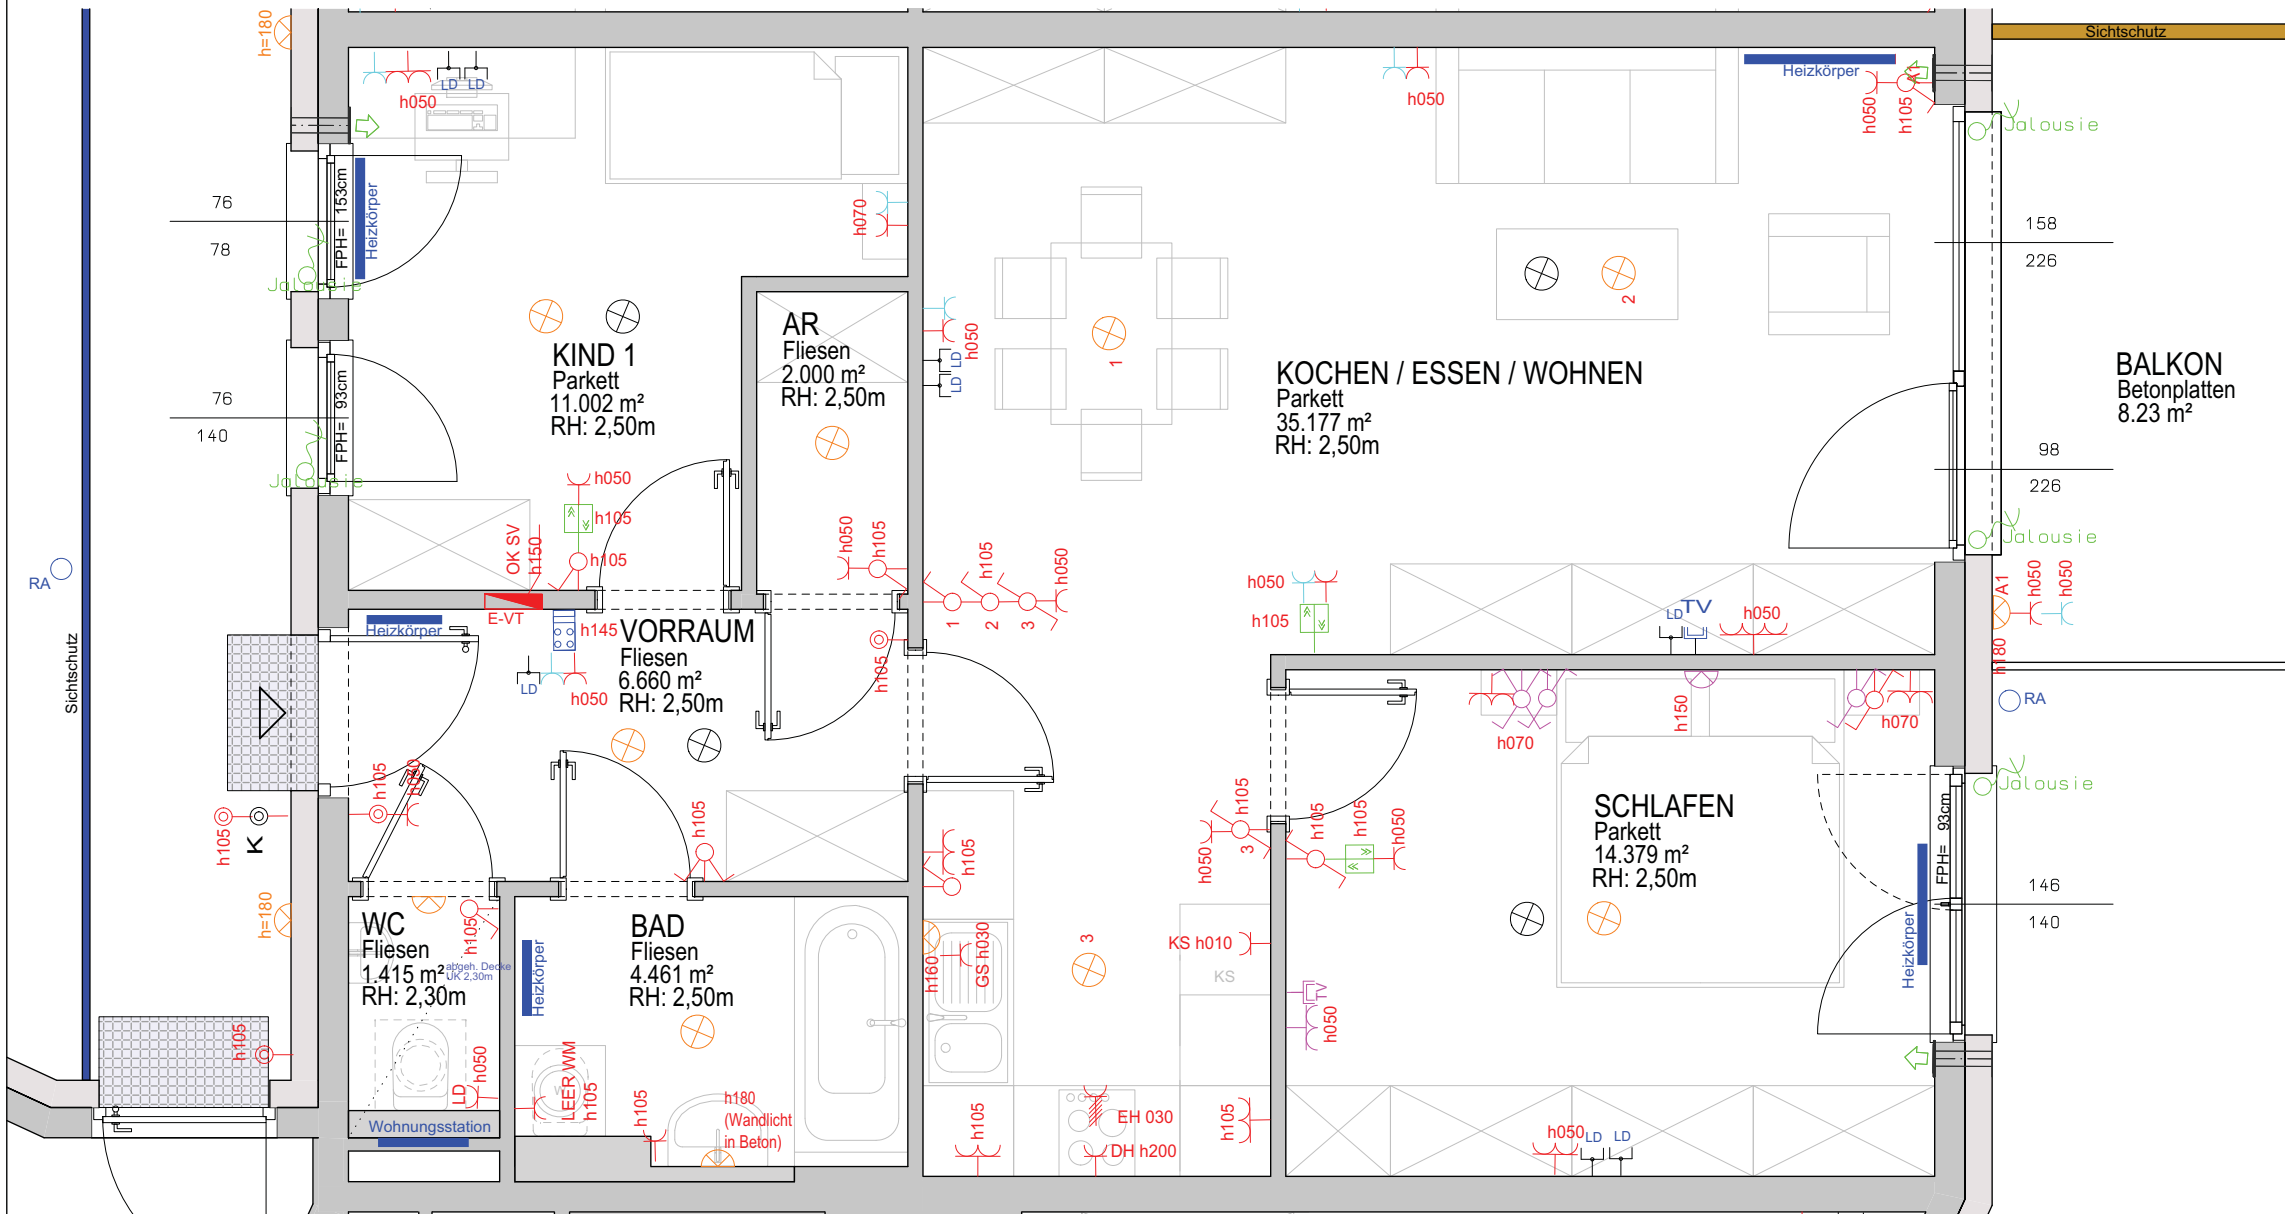 h=180
LD LD
h050
h050
Heizkörper
A1
h050
h105
Sichtschutz
Jalousie
76
78
FPH= 153cm
Heizkörper
Jalousie
h070
158
226
2
1
AR
Fliesen
2.000 m²
RH: 2,50m
h050
LD
LD
KIND 1
Parkett
11.002 m²
RH: 2,50m
KOCHEN / ESSEN / WOHNEN
Parkett
35.177 m²
RH: 2,50m
BALKON
Betonplatten
8.23 m²
76
140
FPH= 93cm
Jalousie
98
226
Jalousie
h050
h105
h105
OK SV
h150
h050
h105
h105
h050
1
2
3
h050
h105
RA
Sichtschutz
E-VT
Heizkörper
h145
VORRAUM
Fliesen
6.660 m²
RH: 2,50m
LD
h050
h105
LD
TV
h050
A1
h050
h050
h180
RA
h070
h150
h070
Jalousie
h105
h050
h105
K
h105
h105
h105
h050
3
h105
h105
h050
SCHLAFEN
Parkett
14.379 m²
RH: 2,50m
FPH= 93cm
Heizkörper
146
140
h=180
WC
Fliesen
1.415 m²
RH: 2,30m
abgeh. Decke
UK 2,30m
h105
Heizkörper
BAD
Fliesen
4.461 m²
RH: 2,50m
h160
GS h030
3
KS h010
KS
TV
h050
h105
LD
h050
LEER WM
h105
h105
h180
(Wandlicht
in Beton)
Wohnungsstation
h105
EH 030
DH h200
h105
h050
LD
LD